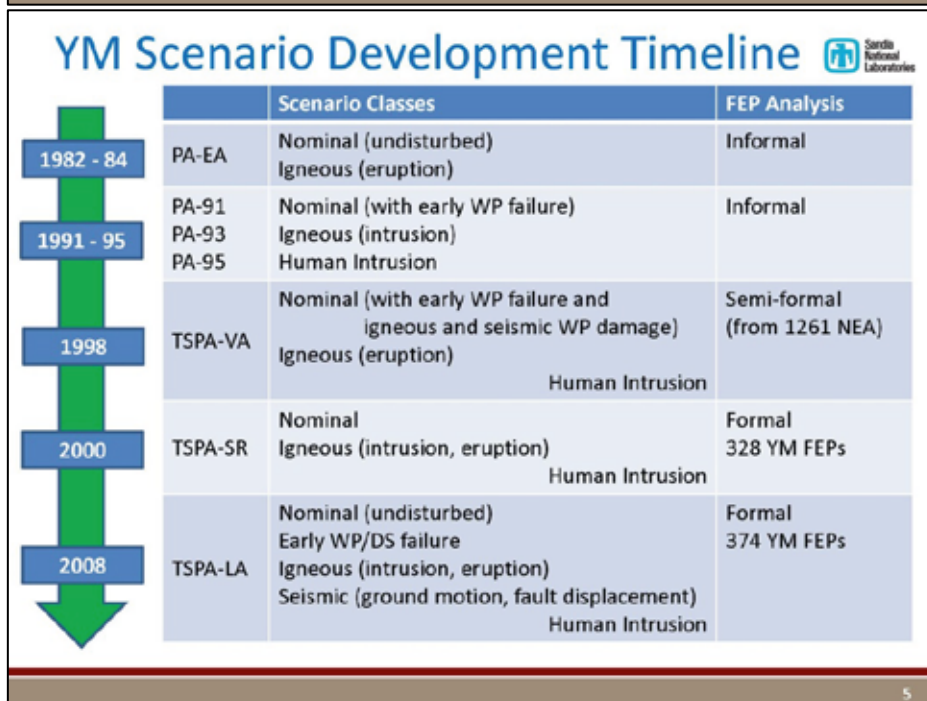 YM Scenario Development Timeline
Sandia
National
Laboratories
Scenario Classes
FEP Analysis
1982 - 84
PA-EA
Nominal (undisturbed)
Igneous (eruption)
Informal
1991 - 95
PA-91
PA-93
PA-95
Nominal (with early WP failure)
Igneous (intrusion)
Human Intrusion
Informal
1998
TSPA-VA
Nominal (with early WP failure and
igneous and seismic WP damage)
Igneous (eruption)
Human Intrusion
Semi-formal
(from 1261 NEA)
2000
TSPA-SR
Nominal
Igneous (intrusion, eruption)
Human Intrusion
Formal
328 YM FEPs
2008
TSPA-LA
Nominal (undisturbed)
Early WP/DS failure
Igneous (intrusion, eruption)
Seismic (ground motion, fault displacement)
Human Intrusion
Formal
374 YM FEPs
5